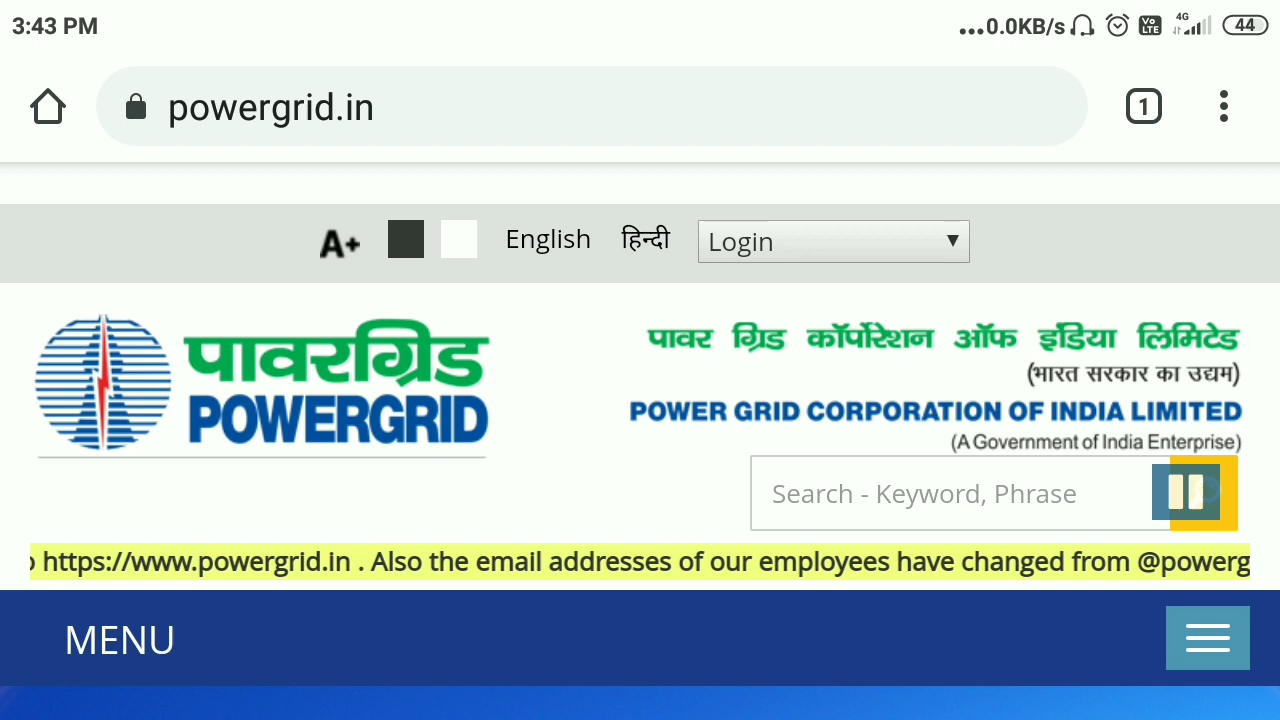 3:43 PM
...0.0KB/s Vo LTE 4G 44
powergrid.in
1
A+ English हिन्दी Login
पावरग्रिड
POWERGRID
पावर ग्रिड कॉर्पोरेशन ऑफ इंडिया लिमिटेड
(भारत सरकार का उद्यम)
POWER GRID CORPORATION OF INDIA LIMITED
(A Government of India Enterprise)
Search - Keyword, Phrase
https://www.powergrid.in . Also the email addresses of our employees have changed from @powerg
MENU